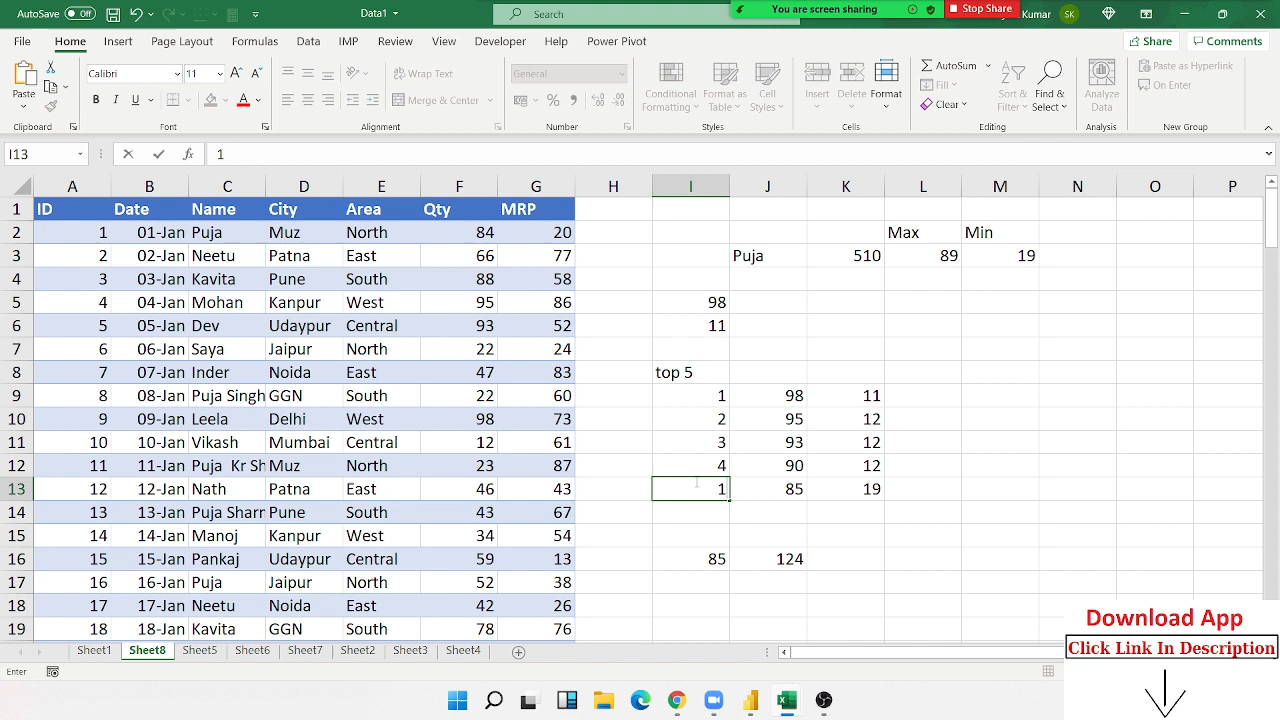 AutoSave Off Data1 Search You are screen sharing Stop Share Kumar SK
File Home Insert Page Layout Formulas Data IMP Review View Developer Help Power Pivot Share Comments
Paste Calibri 11 A A Wrap Text General Conditional Formatting Format as Table Cell Styles Insert Delete Format AutoSum Fill Clear Sort & Filter Find & Select Analyze Data Paste as Hyperlink On Enter
B I U A Merge & Center % 9
Clipboard Font Alignment Number Styles Cells Editing Analysis New Group
I13 fx 1
A B C D E F G H I J K L M N O P
1 ID Date Name City Area Qty MRP
2 1 01-Jan Puja Muz North 84 20 Max Min
3 2 02-Jan Neetu Patna East 66 77 Puja 510 89 19
4 3 03-Jan Kavita Pune South 88 58
5 4 04-Jan Mohan Kanpur West 95 86 98
6 5 05-Jan Dev Udaypur Central 93 52 11
7 6 06-Jan Saya Jaipur North 22 24
8 7 07-Jan Inder Noida East 47 83 top 5
9 8 08-Jan Puja Singh GGN South 22 60 1 98 11
10 9 09-Jan Leela Delhi West 98 73 2 95 12
11 10 10-Jan Vikash Mumbai Central 12 61 3 93 12
12 11 11-Jan Puja Kr Sh Muz North 23 87 4 90 12
13 12 12-Jan Nath Patna East 46 43 1 85 19
14 13 13-Jan Puja Sharr Pune South 43 67
15 14 14-Jan Manoj Kanpur West 34 54
16 15 15-Jan Pankaj Udaypur Central 59 13 85 124
17 16 16-Jan Puja Jaipur North 52 38
18 17 17-Jan Neetu Noida East 42 26
19 18 18-Jan Kavita GGN South 78 76
Sheet1 Sheet8 Sheet5 Sheet6 Sheet7 Sheet2 Sheet3 Sheet4
Enter
Download App
Click Link In Description